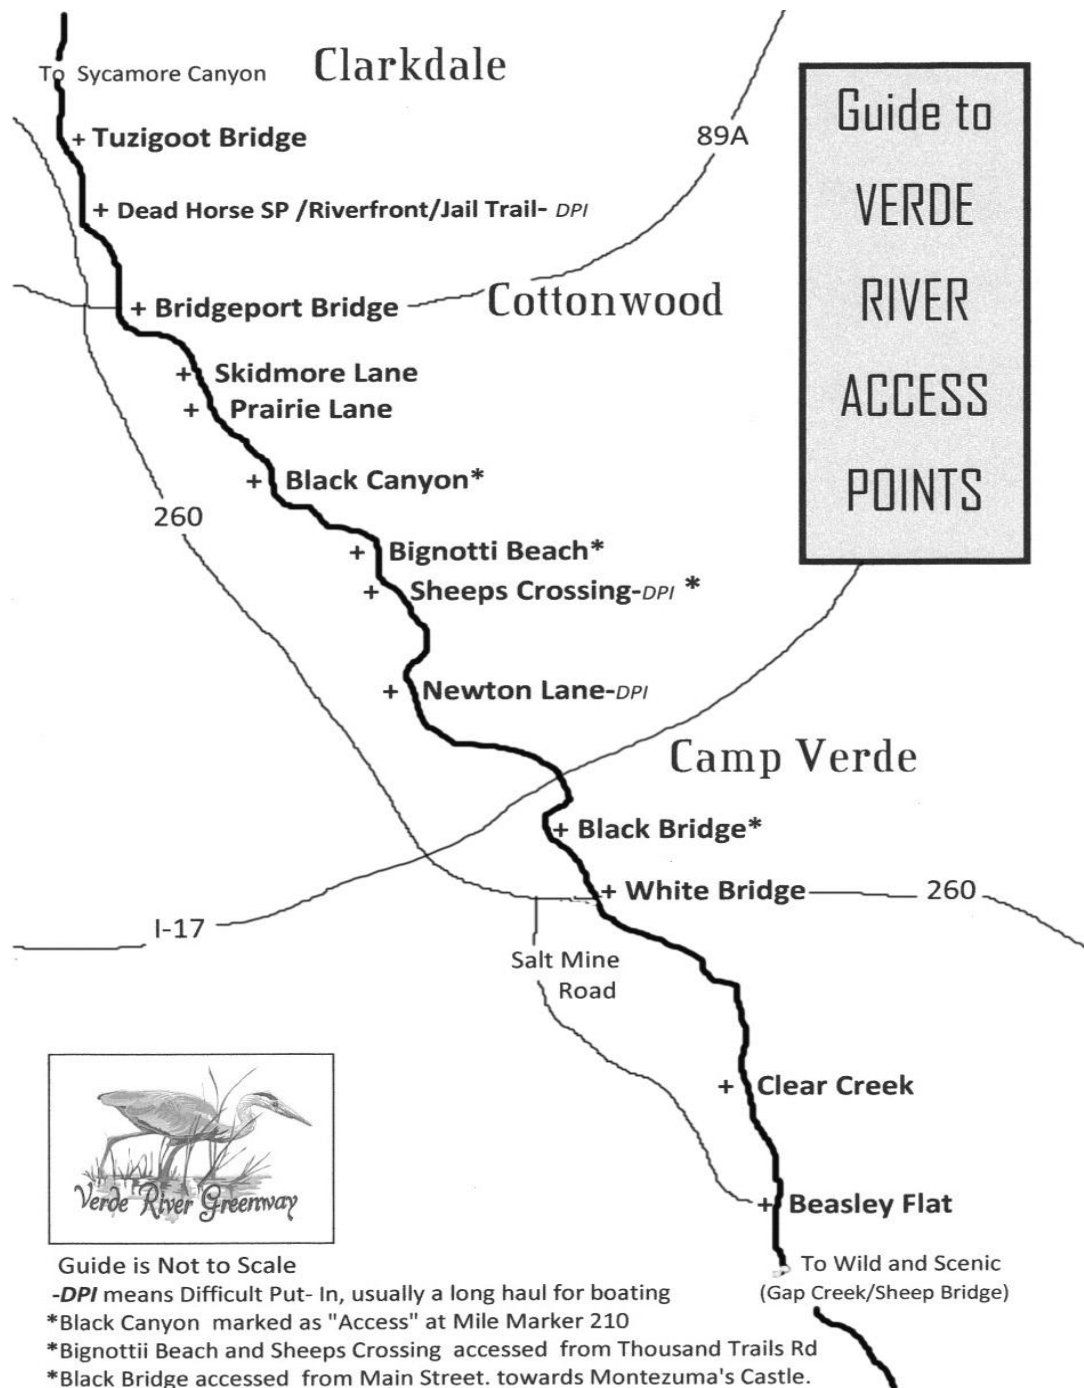 To Sycamore Canyon
Clarkdale
Guide to
VERDE
RIVER
ACCESS
POINTS
+ Tuzigoot Bridge
89A
+ Dead Horse SP /Riverfront/Jail Trail- DPI
+ Bridgeport Bridge
Cottonwood
+ Skidmore Lane
+ Prairie Lane
+ Black Canyon*
260
+ Bignotti Beach*
+ Sheeps Crossing-DPI *
+ Newton Lane-DPI
Camp Verde
+ Black Bridge*
+ White Bridge
260
I-17
Salt Mine
Road
+ Clear Creek
+ Beasley Flat
Verde River Greenway
To Wild and Scenic
(Gap Creek/Sheep Bridge)
Guide is Not to Scale
-DPI means Difficult Put- In, usually a long haul for boating
*Black Canyon marked as "Access" at Mile Marker 210
*Bignottii Beach and Sheeps Crossing accessed from Thousand Trails Rd
*Black Bridge accessed from Main Street. towards Montezuma's Castle.